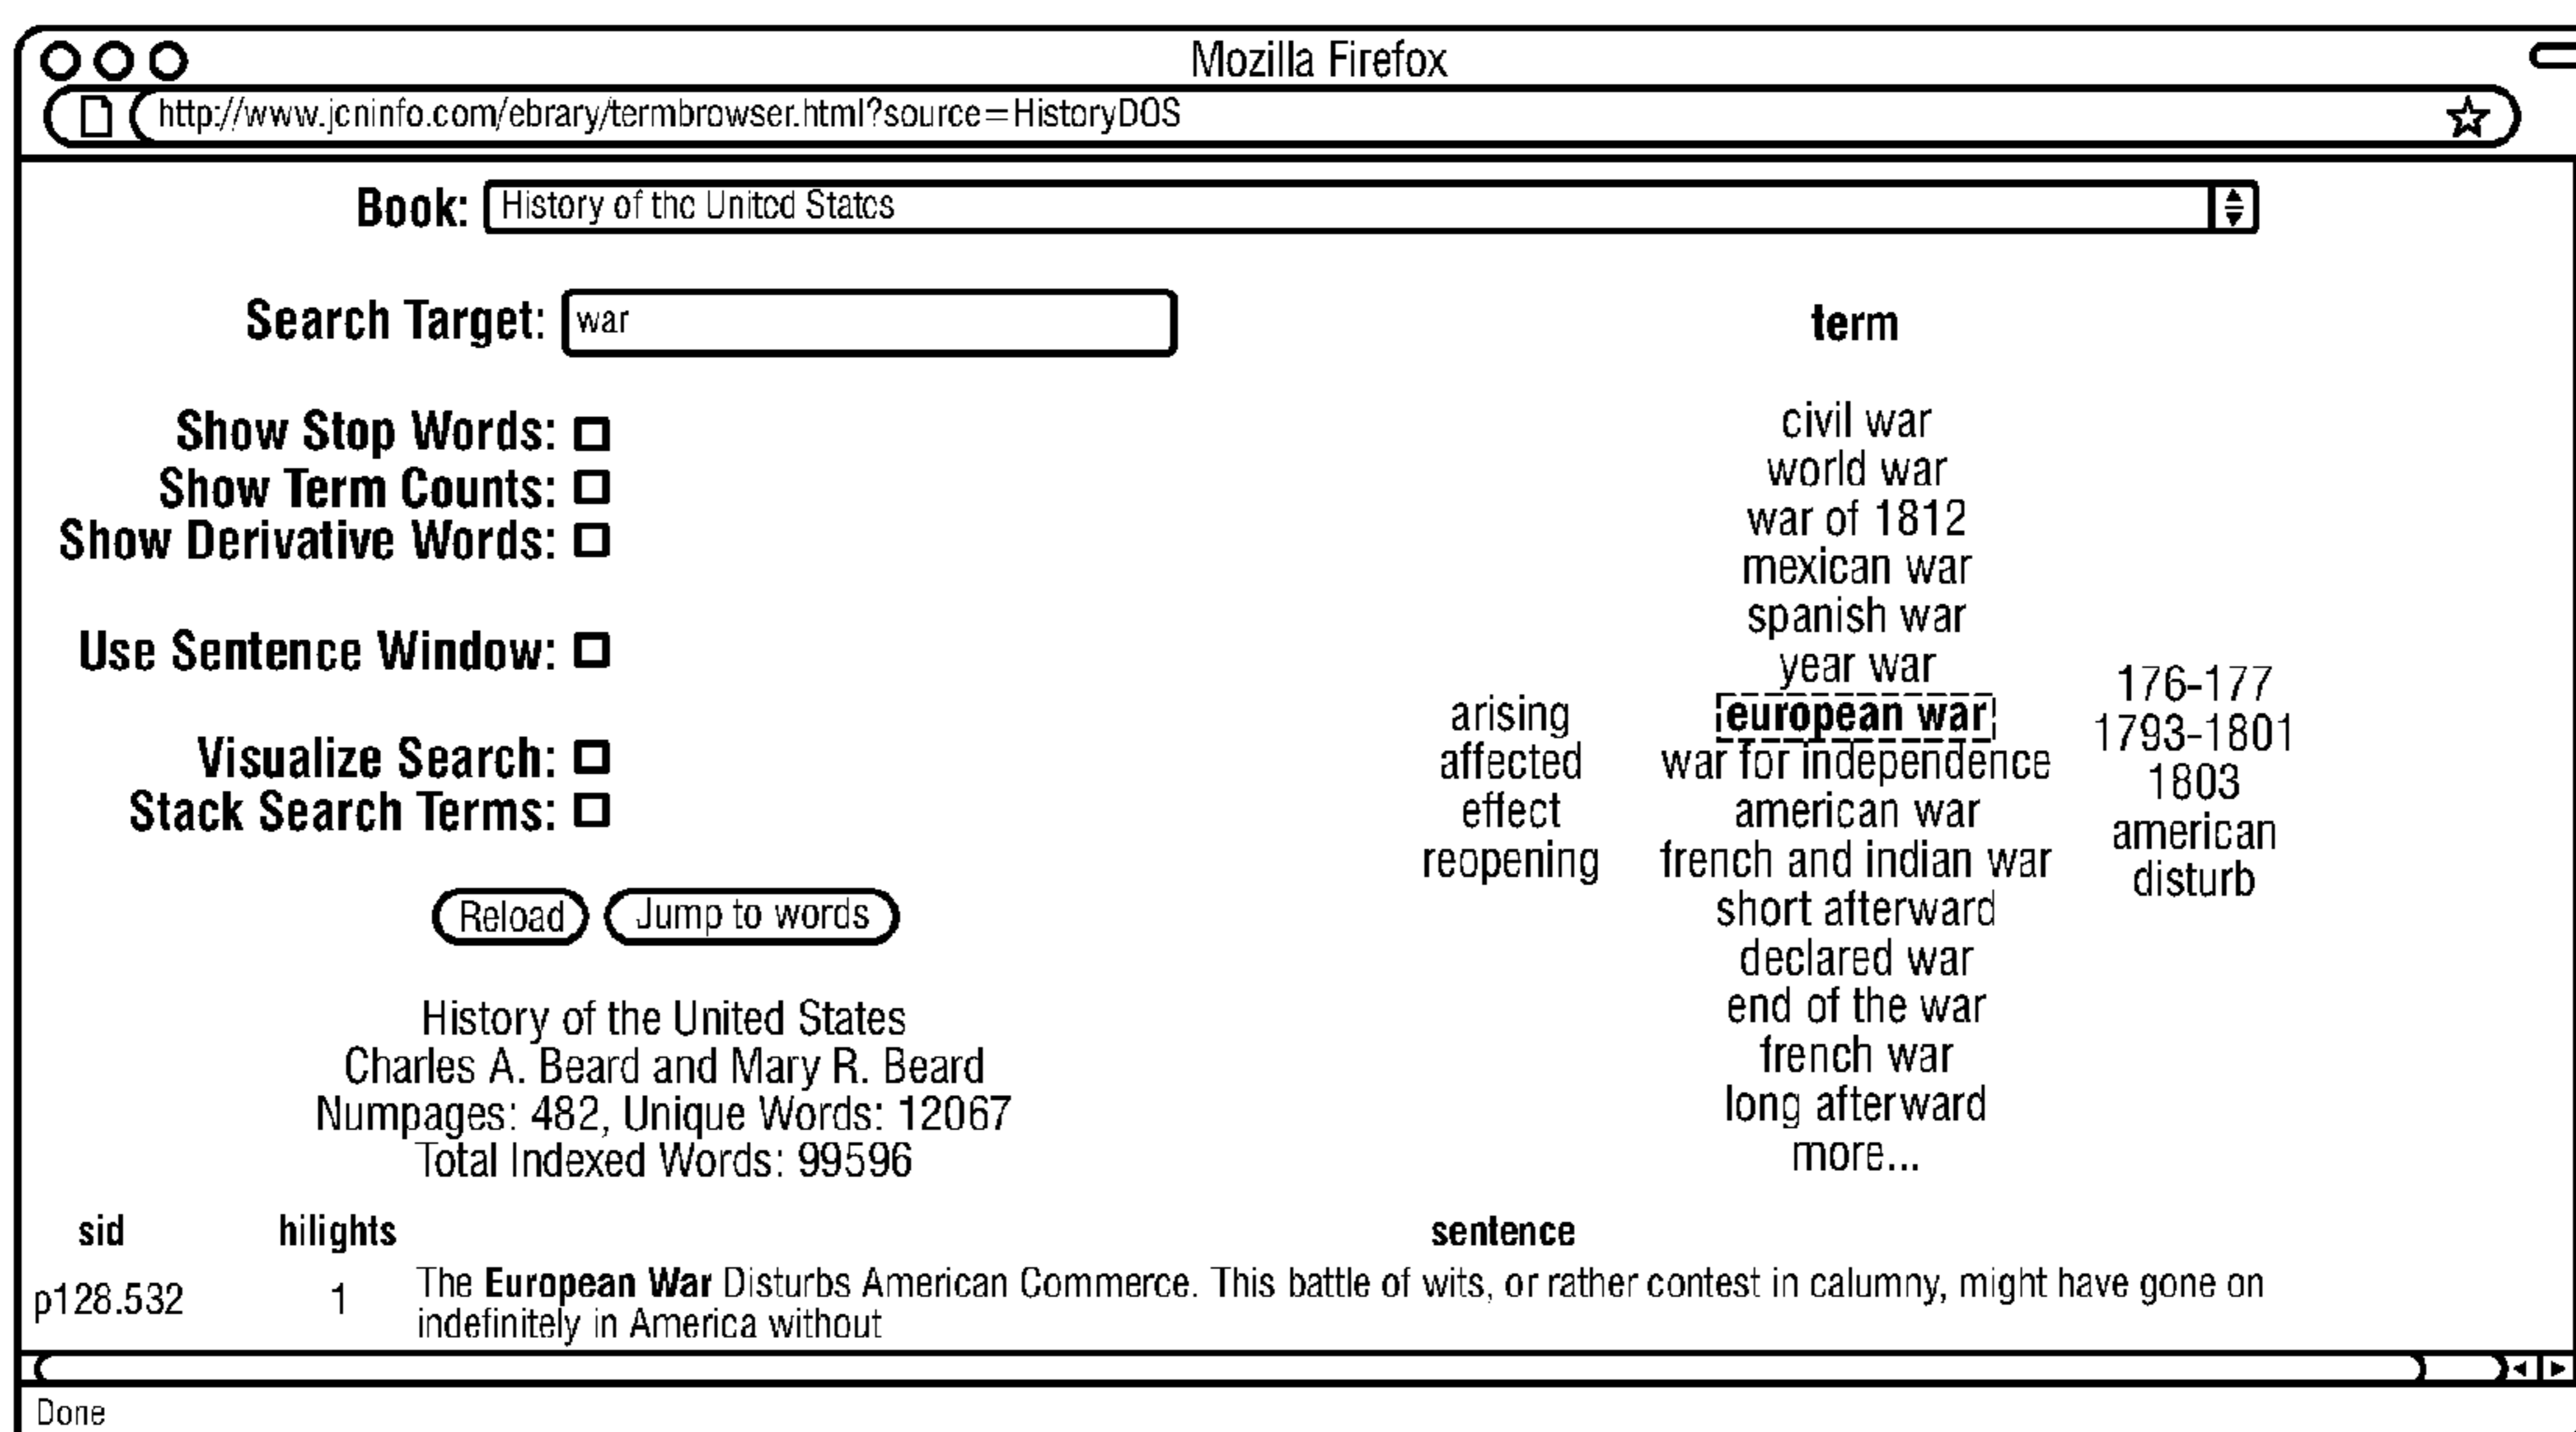 Mozilla Firefox
http://www.jcninfo.com/ebrary/termbrowser.html?source=HistoryDOS
Book: History of the United States
Search Target: war
term
Show Stop Words:
Show Term Counts:
Show Derivative Words:
Use Sentence Window:
Visualize Search:
Stack Search Terms:
Reload Jump to words
History of the United States
Charles A. Beard and Mary R. Beard
Numpages: 482, Unique Words: 12067
Total Indexed Words: 99596
arising
affected
effect
reopening
civil war
world war
war of 1812
mexican war
spanish war
year war
european war
war for independence
american war
french and indian war
short afterward
declared war
end of the war
french war
long afterward
more...
176-177
1793-1801
1803
american
disturb
sid hilights sentence
p128.532 1 The European War Disturbs American Commerce. This battle of wits, or rather contest in calumny, might have gone on
indefinitely in America without
Done